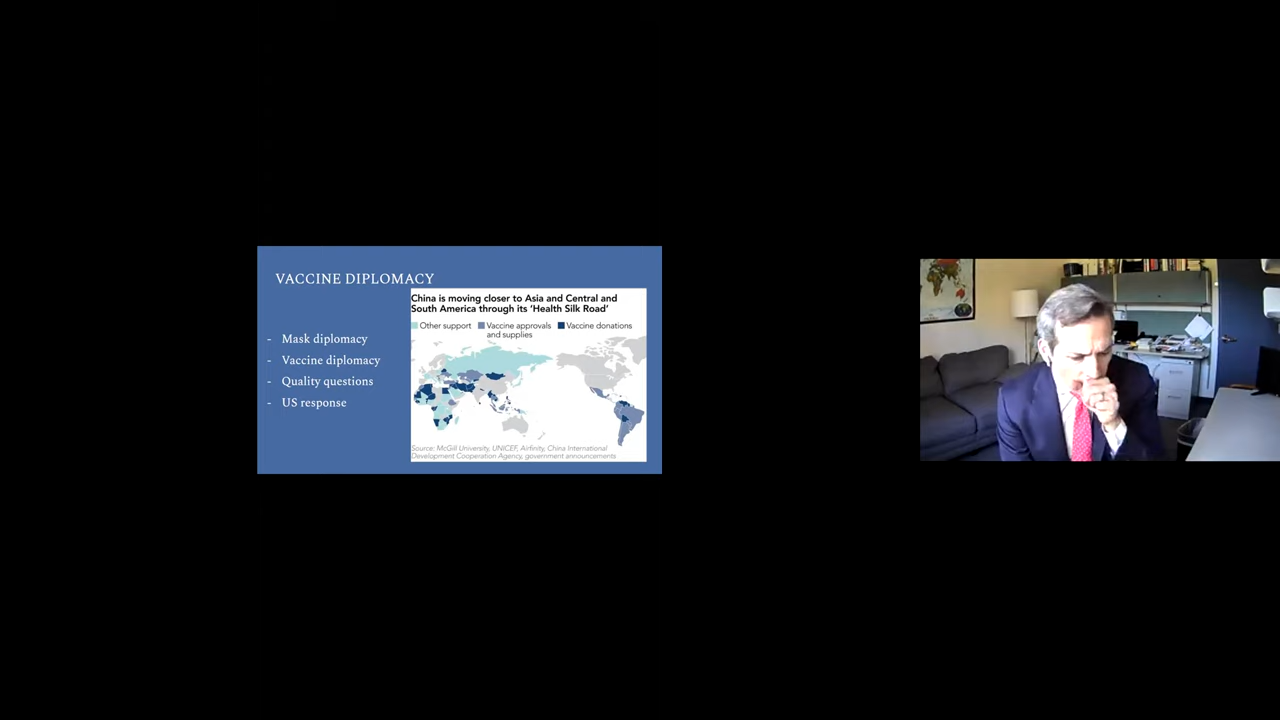 VACCINE DIPLOMACY
- Mask diplomacy
- Vaccine diplomacy
- Quality questions
- US response
China is moving closer to Asia and Central and
South America through its ‘Health Silk Road’
Other support
Vaccine approvals
and supplies
Vaccine donations
Source: McGill University, UNICEF, Airfinity, China International
Development Cooperation Agency, government announcements